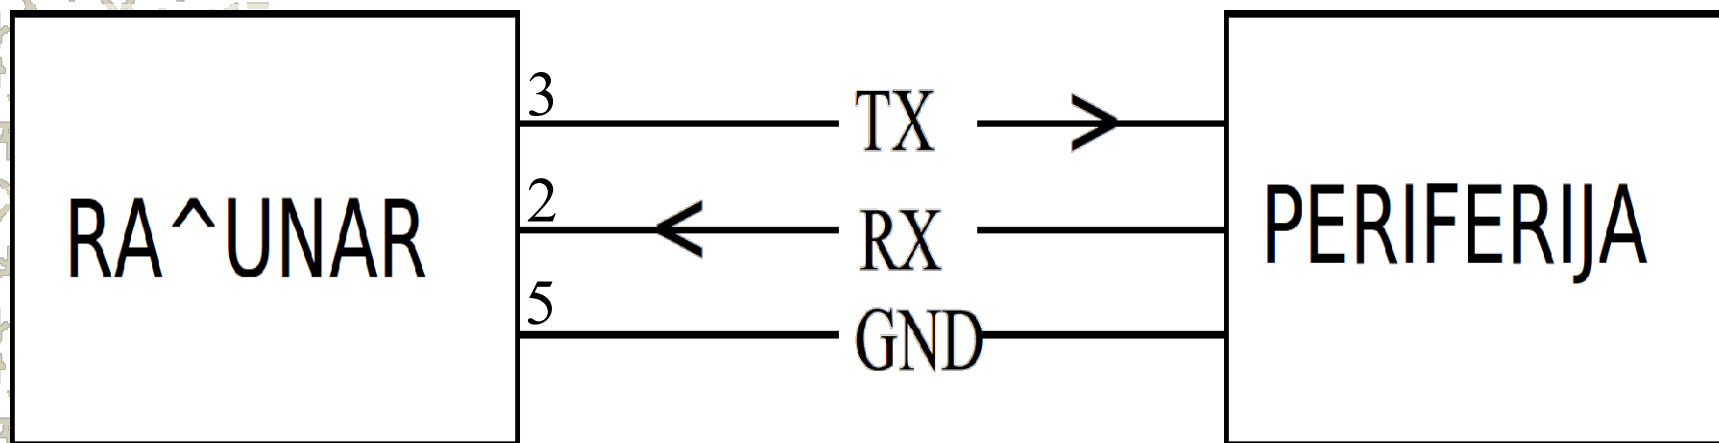 3
TX
RA^UNAR
2
RX
PERIFERIJA
5
GND